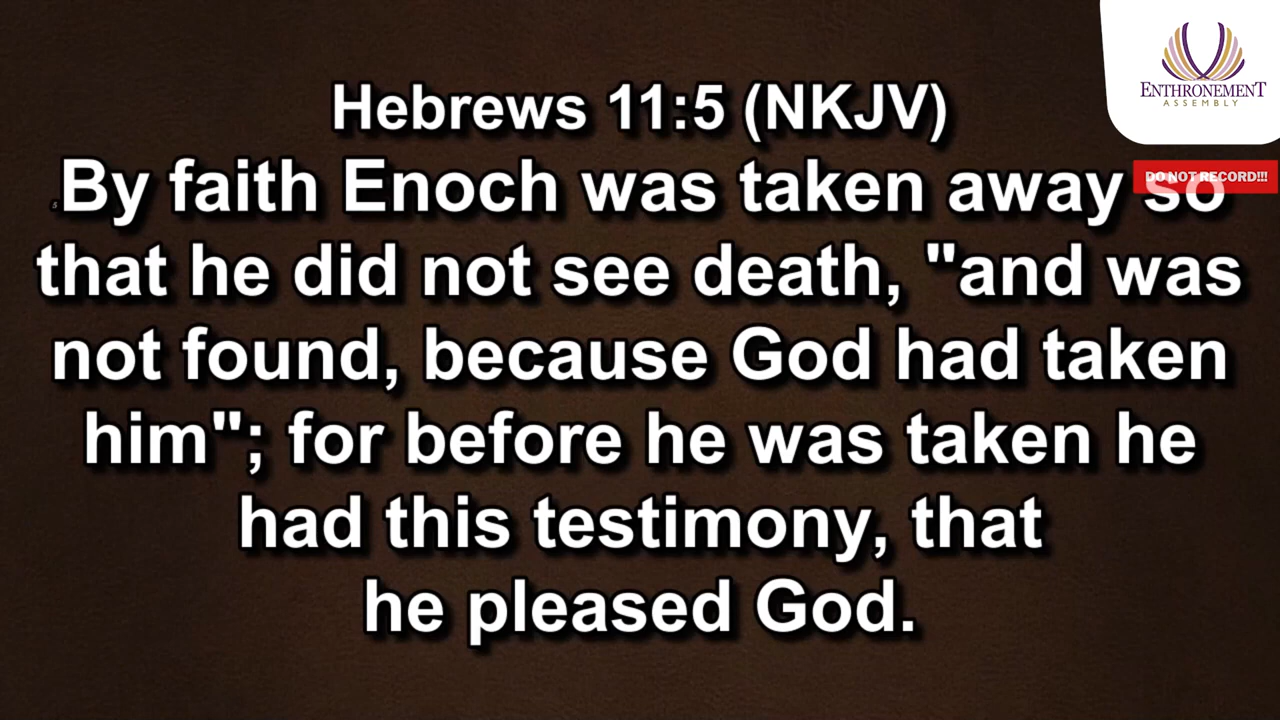 ENTHRONEMENT
ASSEMBLY
DO NOT RECORD!!!
Hebrews 11:5 (NKJV)
By faith Enoch was taken away so
that he did not see death, "and was
not found, because God had taken
him"; for before he was taken he
had this testimony, that
he pleased God.